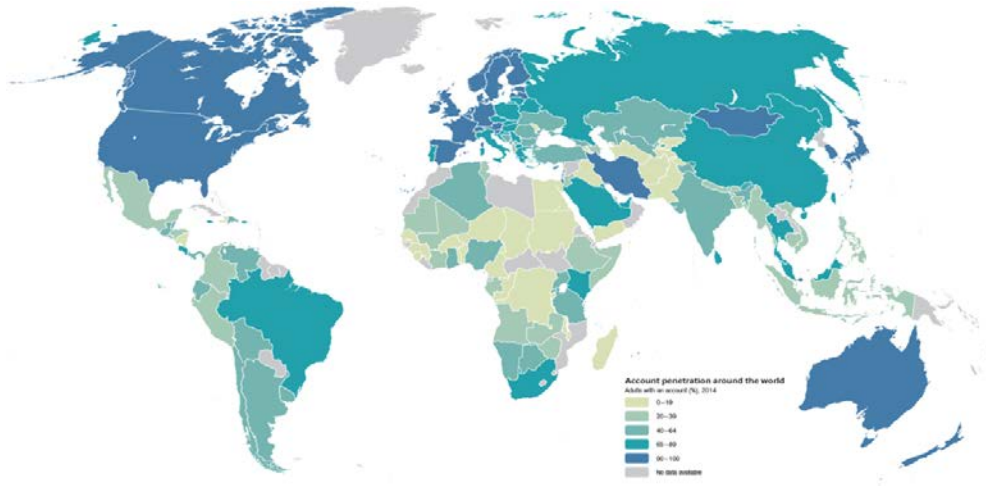 Account penetration around the world
Adults with an account (%), 2014
0–19
20–39
40–64
65–89
90–100
No data available